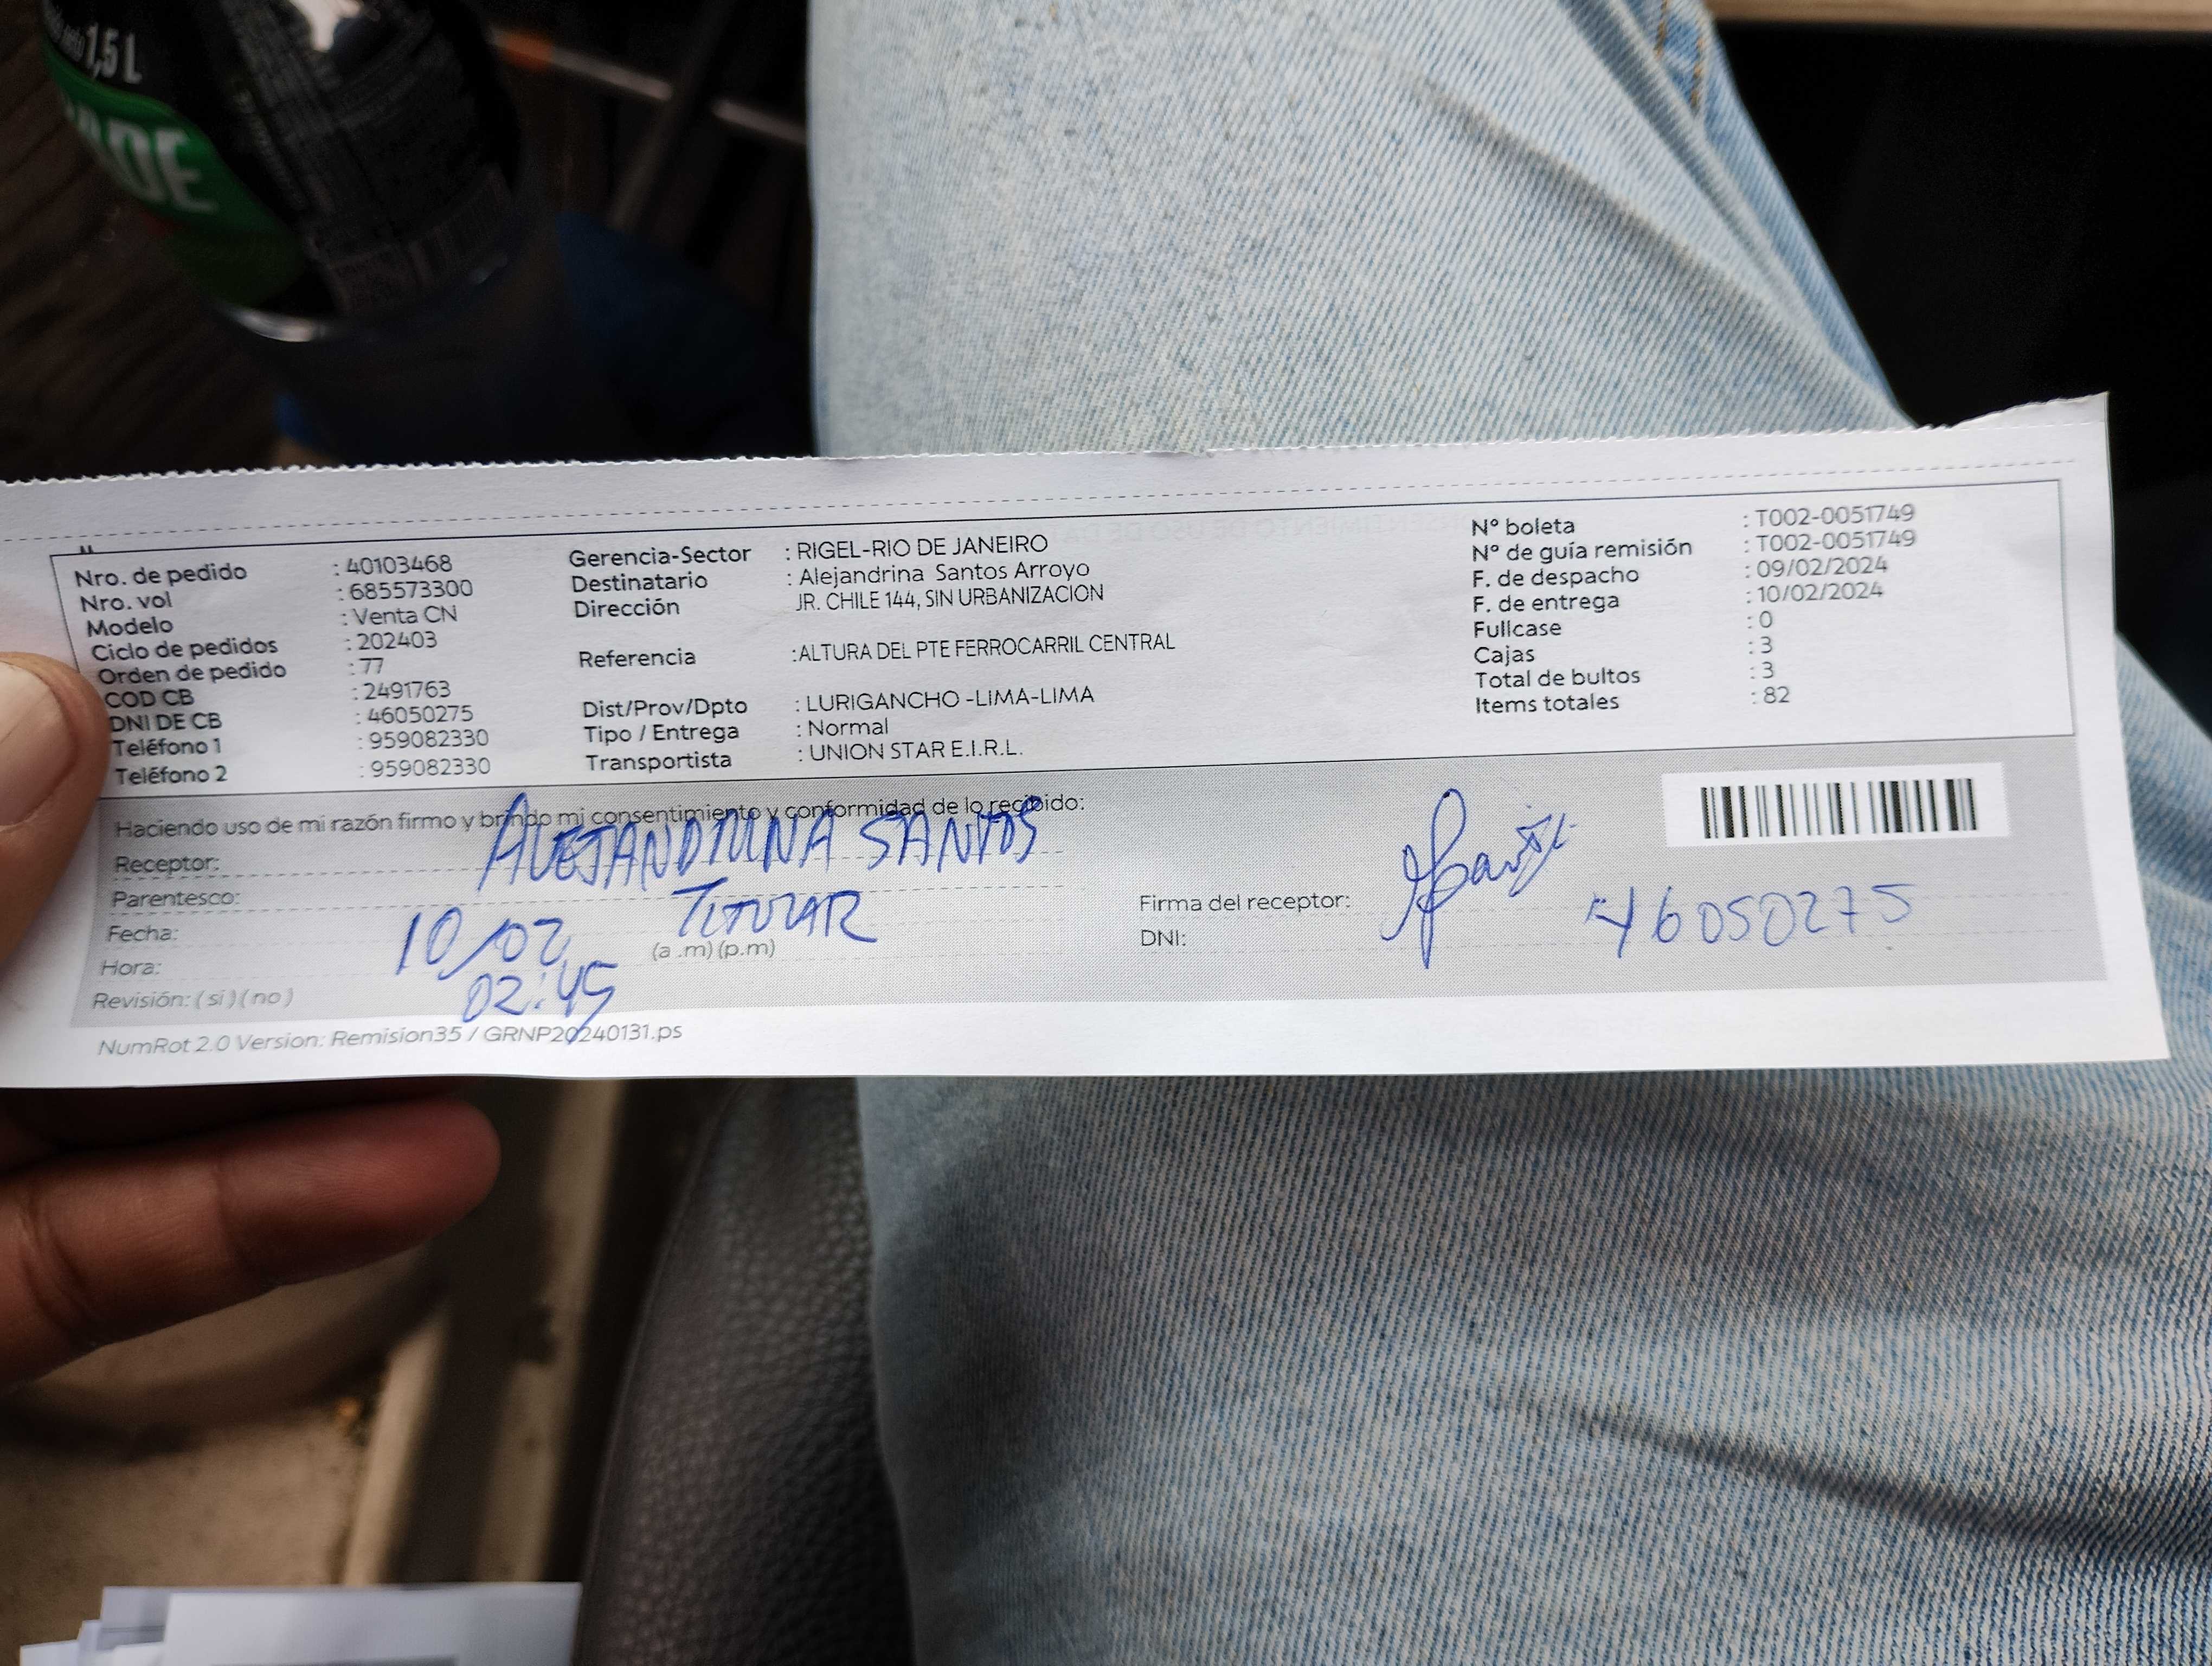 1,5 L
ADE
Nro. de pedido : 40103468
Nro. vol : 685573300
Modelo : Venta CN
Ciclo de pedidos : 202403
Orden de pedido : 77
COD CB : 2491763
DNI DE CB : 46050275
Teléfono 1 : 959082330
Teléfono 2 : 959082330
Gerencia-Sector : RIGEL-RIO DE JANEIRO
Destinatario : Alejandrina Santos Arroyo
Dirección JR. CHILE 144, SIN URBANIZACION
Referencia :ALTURA DEL PTE FERROCARRIL CENTRAL
Dist/Prov/Dpto : LURIGANCHO -LIMA-LIMA
Tipo / Entrega : Normal
Transportista : UNION STAR E.I.R.L.
N° boleta : T002-0051749
N° de guía remisión : T002-0051749
F. de despacho : 09/02/2024
F. de entrega : 10/02/2024
Fullcase : 0
Cajas : 3
Total de bultos : 3
Items totales : 82
Haciendo uso de mi razón firmo y brindo mi consentimiento y conformidad de lo recibido:
Receptor: ALEJANDRINA SANTOS
Parentesco: TITULAR
Fecha: 10/02
Hora: 02:45 (a .m) (p.m)
Revisión: ( si ) ( no )
Firma del receptor:
DNI: 46050275
NumRot 2.0 Version: Remision35 / GRNP20240131.ps